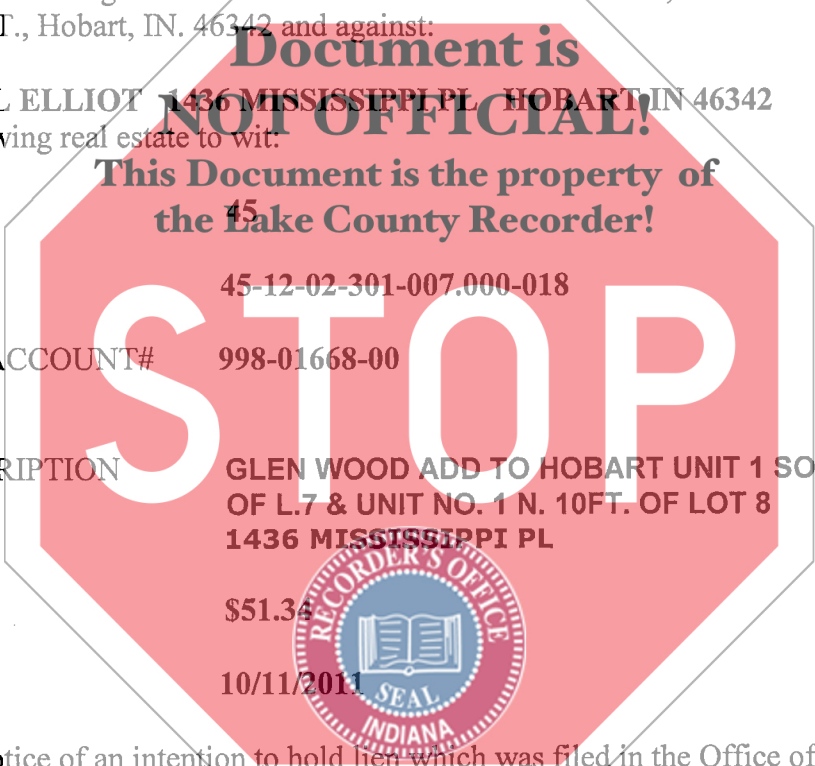 T., Hobart, IN. 46342 and against:
Document is
L ELLIOT 1436 MISSISSIPPI PL HOBART IN 46342
NOT OFFICIAL!
ving real estate to wit:
This Document is the property of
45
the Lake County Recorder!
45-12-02-301-007.000-018
STOP
ACCOUNT# 998-01668-00
RIPTION GLEN WOOD ADD TO HOBART UNIT 1 SO
OF L.7 & UNIT NO. 1 N. 10FT. OF LOT 8
1436 MISSISSIPPI PL
RECORDER'S OFFICE
$51.34
10/11/2011
SEAL
INDIANA
tice of an intention to hold lien which was filed in the Office of